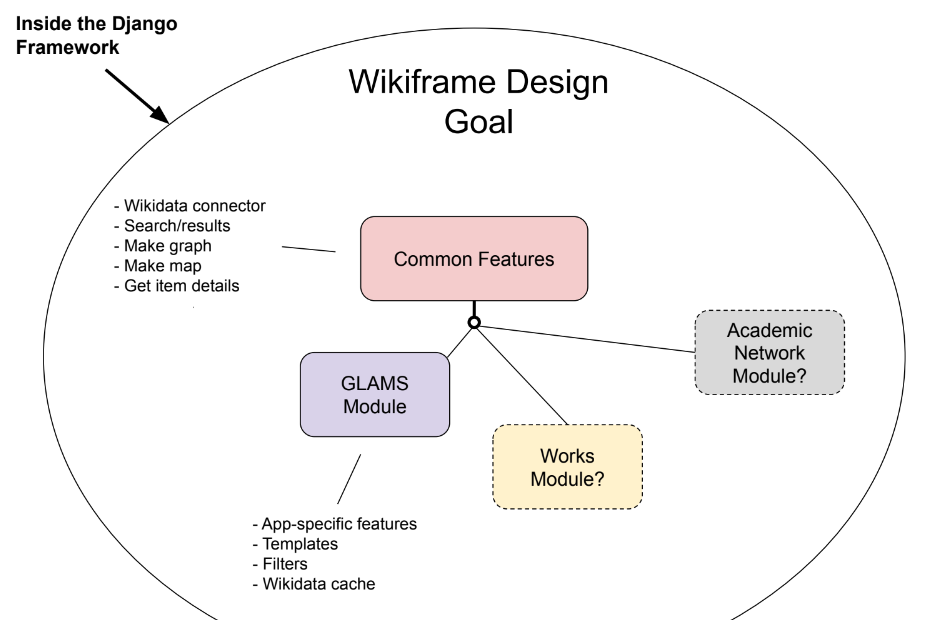 Inside the Django
Framework
Wikiframe Design
Goal
- Wikidata connector
- Search/results
- Make graph
- Make map
- Get item details
Common Features
Academic
Network
Module?
GLAMS
Module
Works
Module?
- App-specific features
- Templates
- Filters
- Wikidata cache